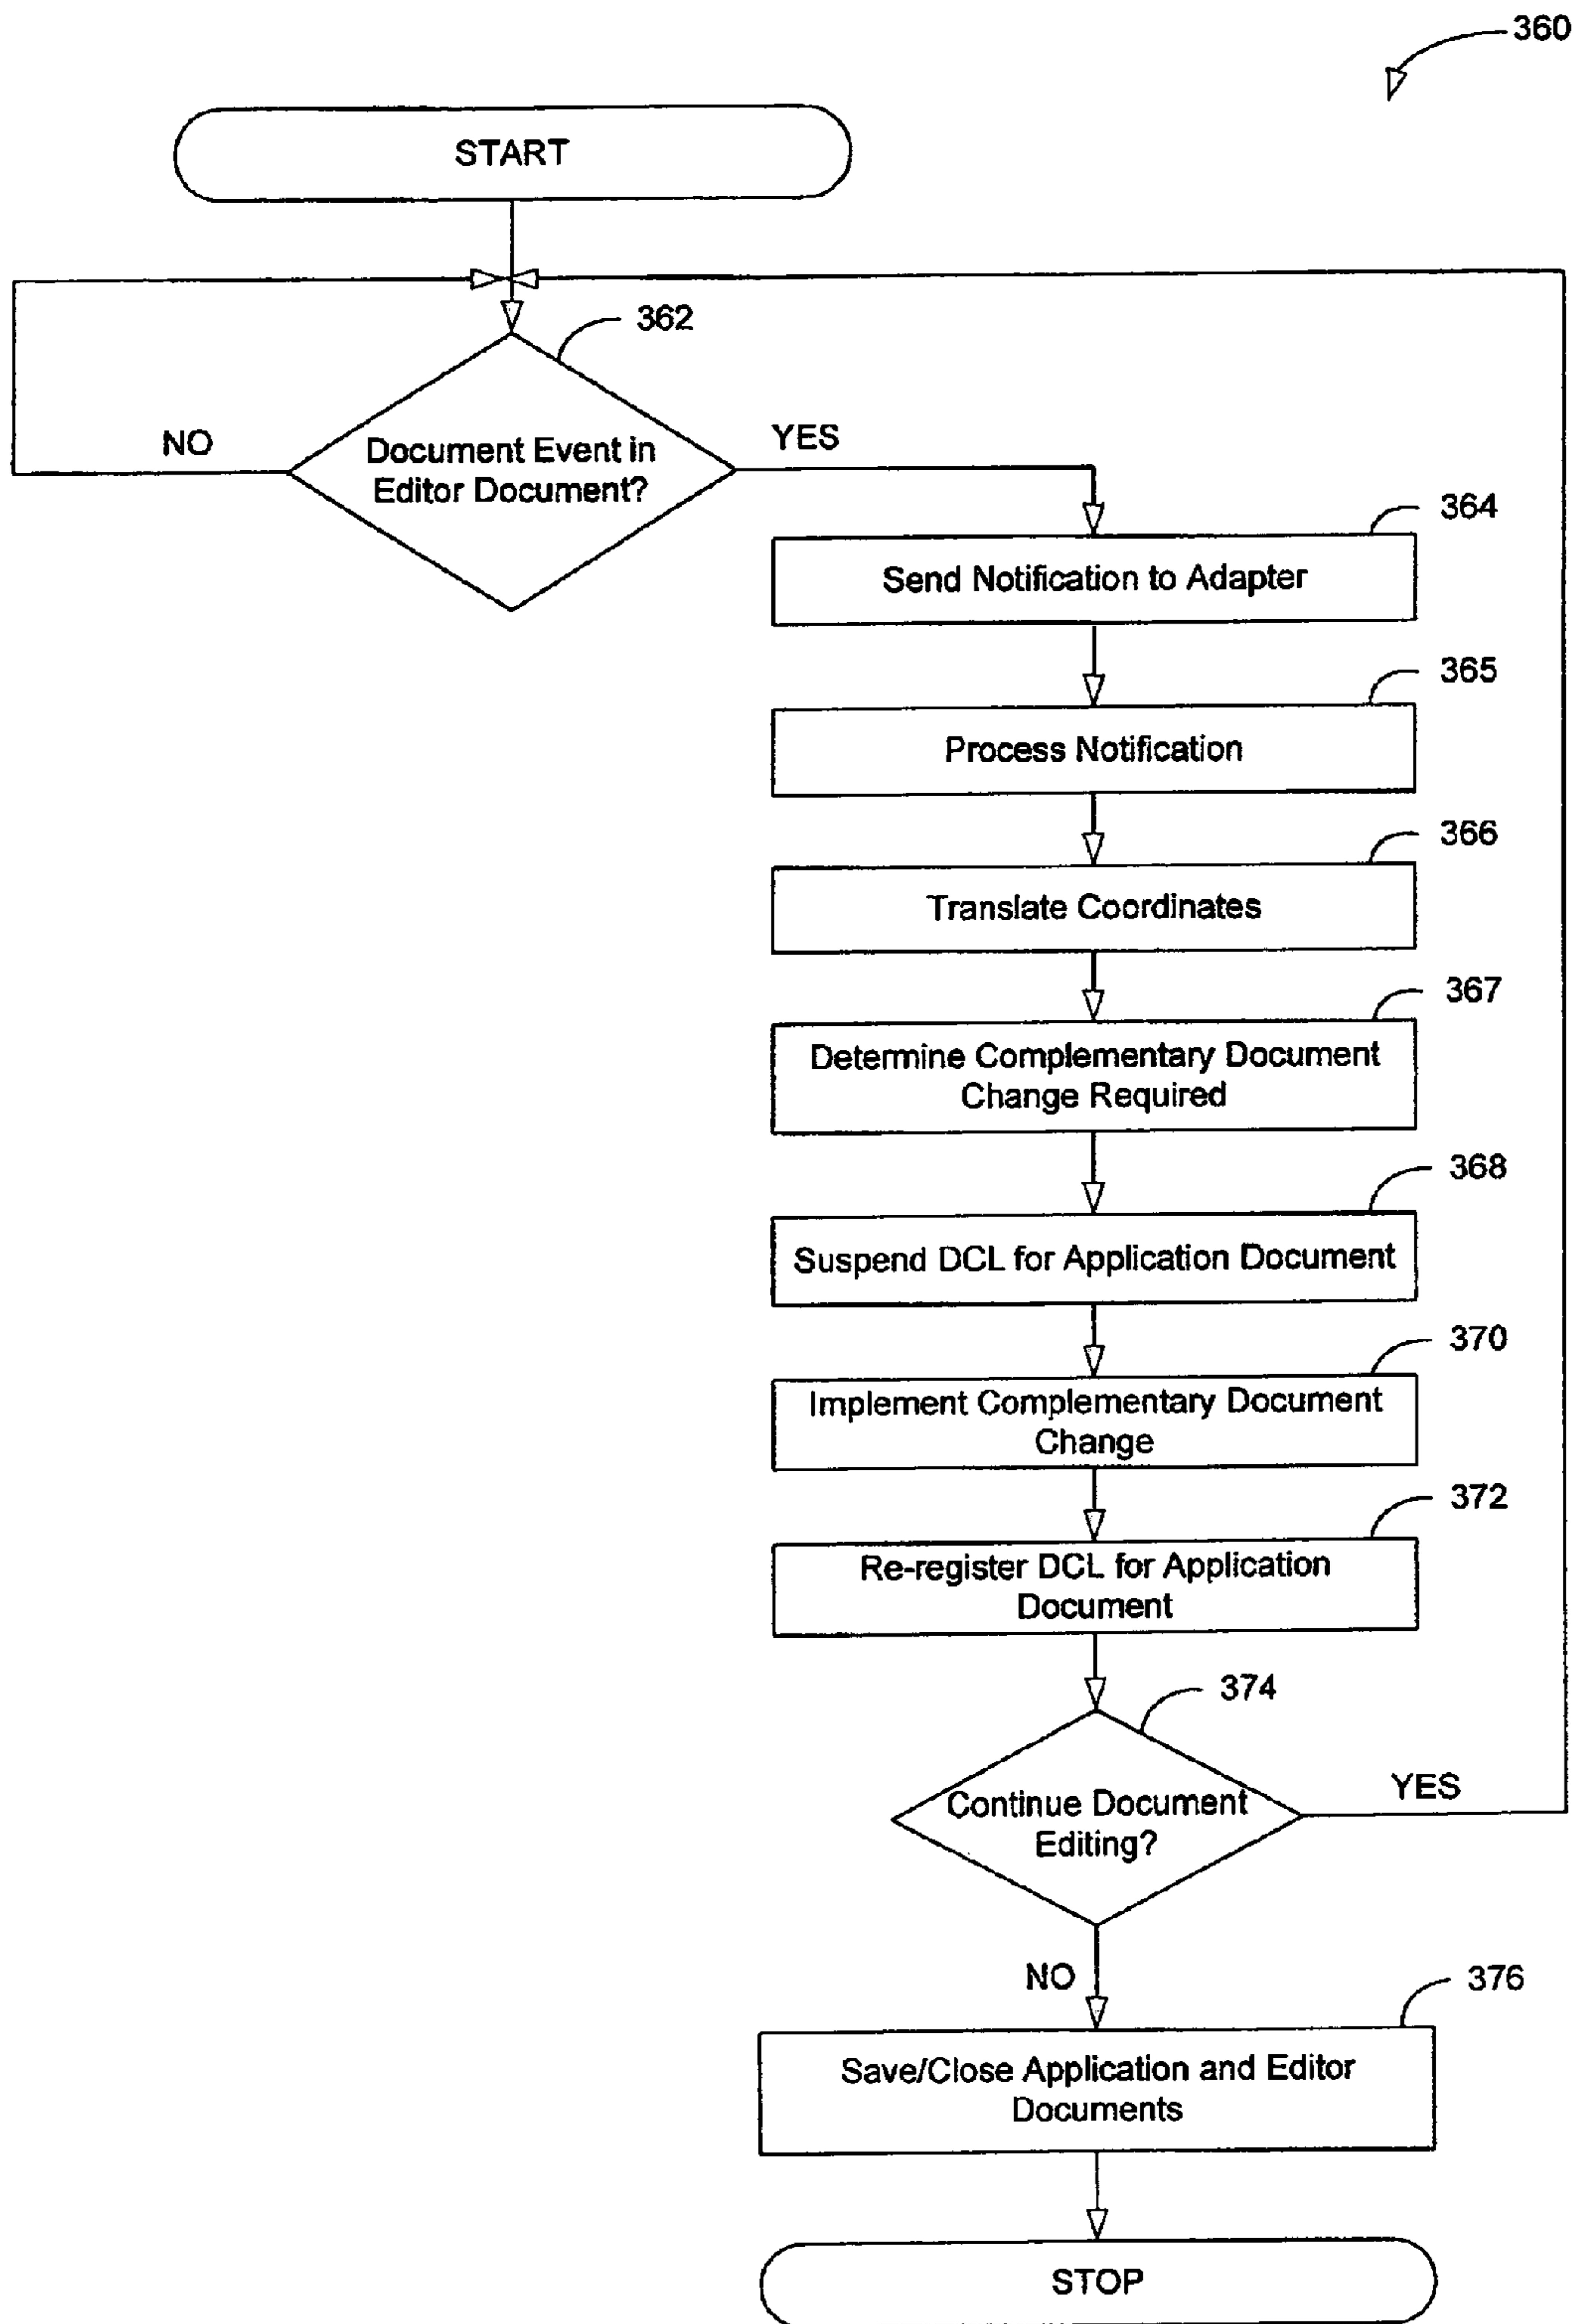 360
START
362
NO
Document Event in
Editor Document?
YES
364
Send Notification to Adapter
365
Process Notification
366
Translate Coordinates
367
Determine Complementary Document
Change Required
368
Suspend DCL for Application Document
370
Implement Complementary Document
Change
372
Re-register DCL for Application
Document
374
Continue Document
Editing?
YES
NO
376
Save/Close Application and Editor
Documents
STOP